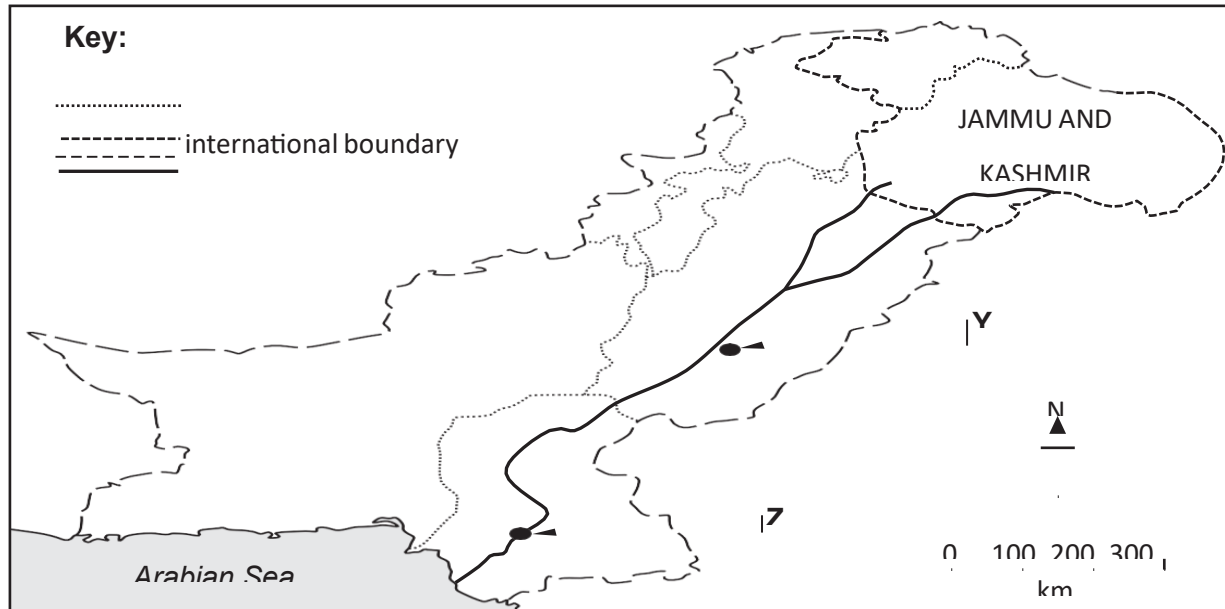 Key:
international boundary
JAMMU AND
KASHMIR
Y
N
Z
0 100 200 300
km
Arabian Sea